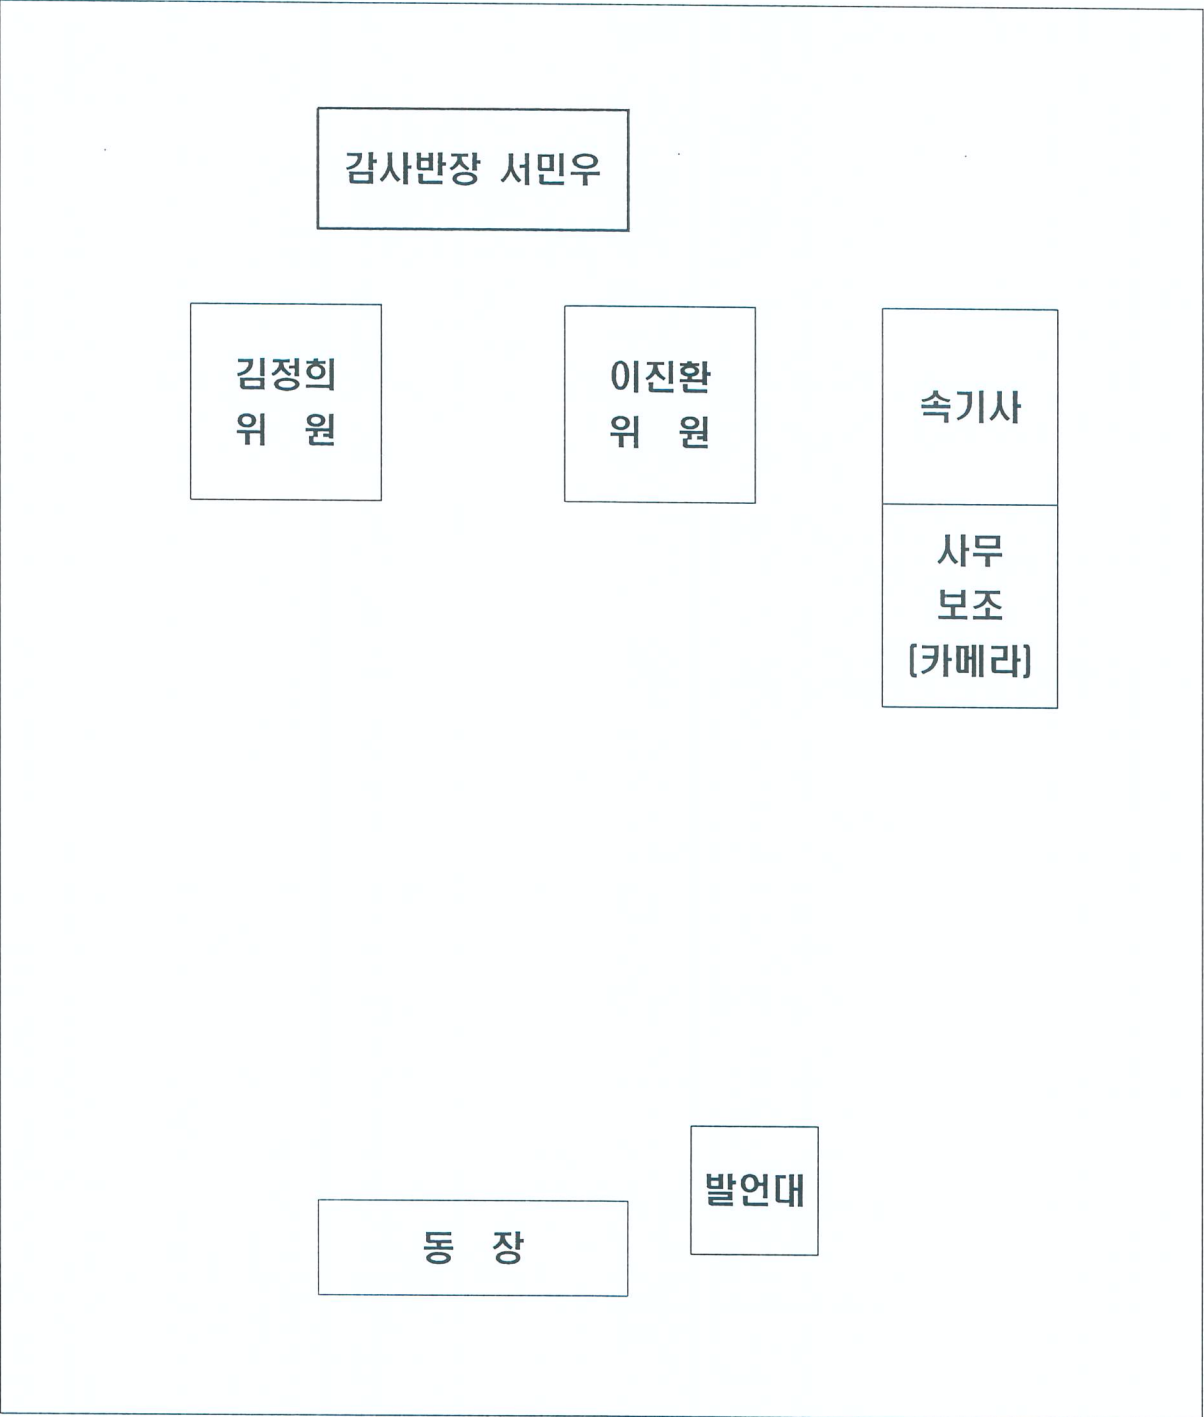 감사반장 서민우
김정희
위 원
이진환
위 원
속기사
사무
보조
(카메라)
발언대
동 장